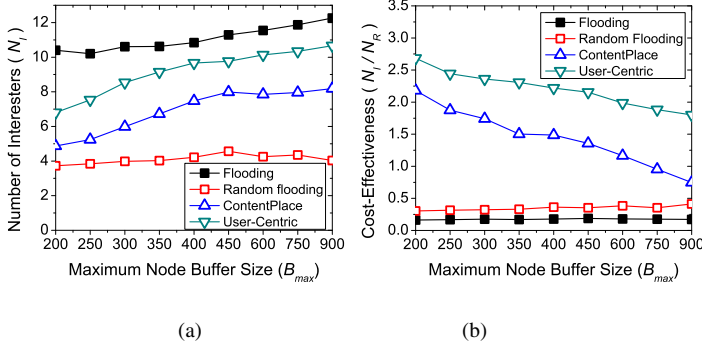 12
10
8
6
4
2
0
Number of Interesters ( N_I )
Flooding
Random flooding
ContentPlace
User-Centric
200 250 300 350 400 450 600 750 900
Maximum Node Buffer Size (B_max)
(a)
3.5
3.0
2.5
2.0
1.5
1.0
0.5
0.0
Cost-Effectiveness ( N_I / N_R )
Flooding
Random Flooding
ContentPlace
User-Centric
200 250 300 350 400 450 600 750 900
Maximum Node Buffer Size (B_max)
(b)